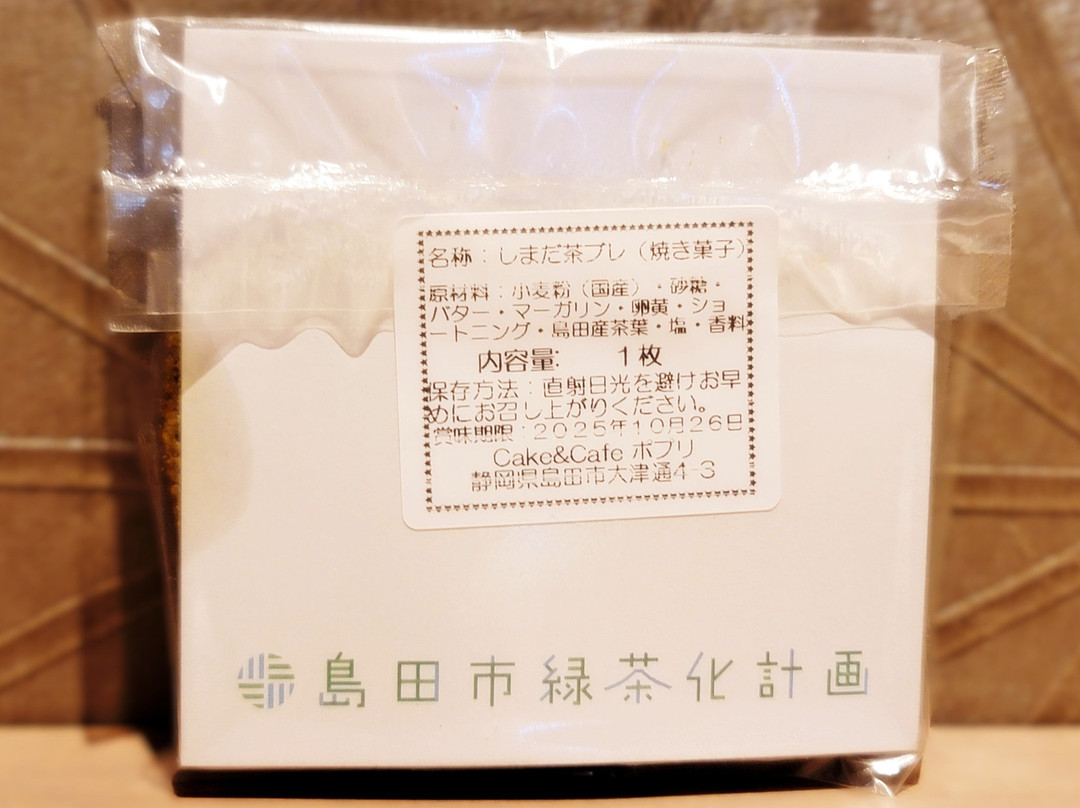 名称：しまだ茶ブレ（焼き菓子）
原材料：小麦粉（国産）・砂糖・
バター・マーガリン・卵黄・ショ
ートニング・島田産茶葉・塩・香料
内容量:　　1枚
保存方法：直射日光を避けお早
めにお召し上がりください。
賞味期限：2025年10月26日
Cake&Cafe ポプリ
静岡県島田市大津通4-3
島田市緑茶化計画